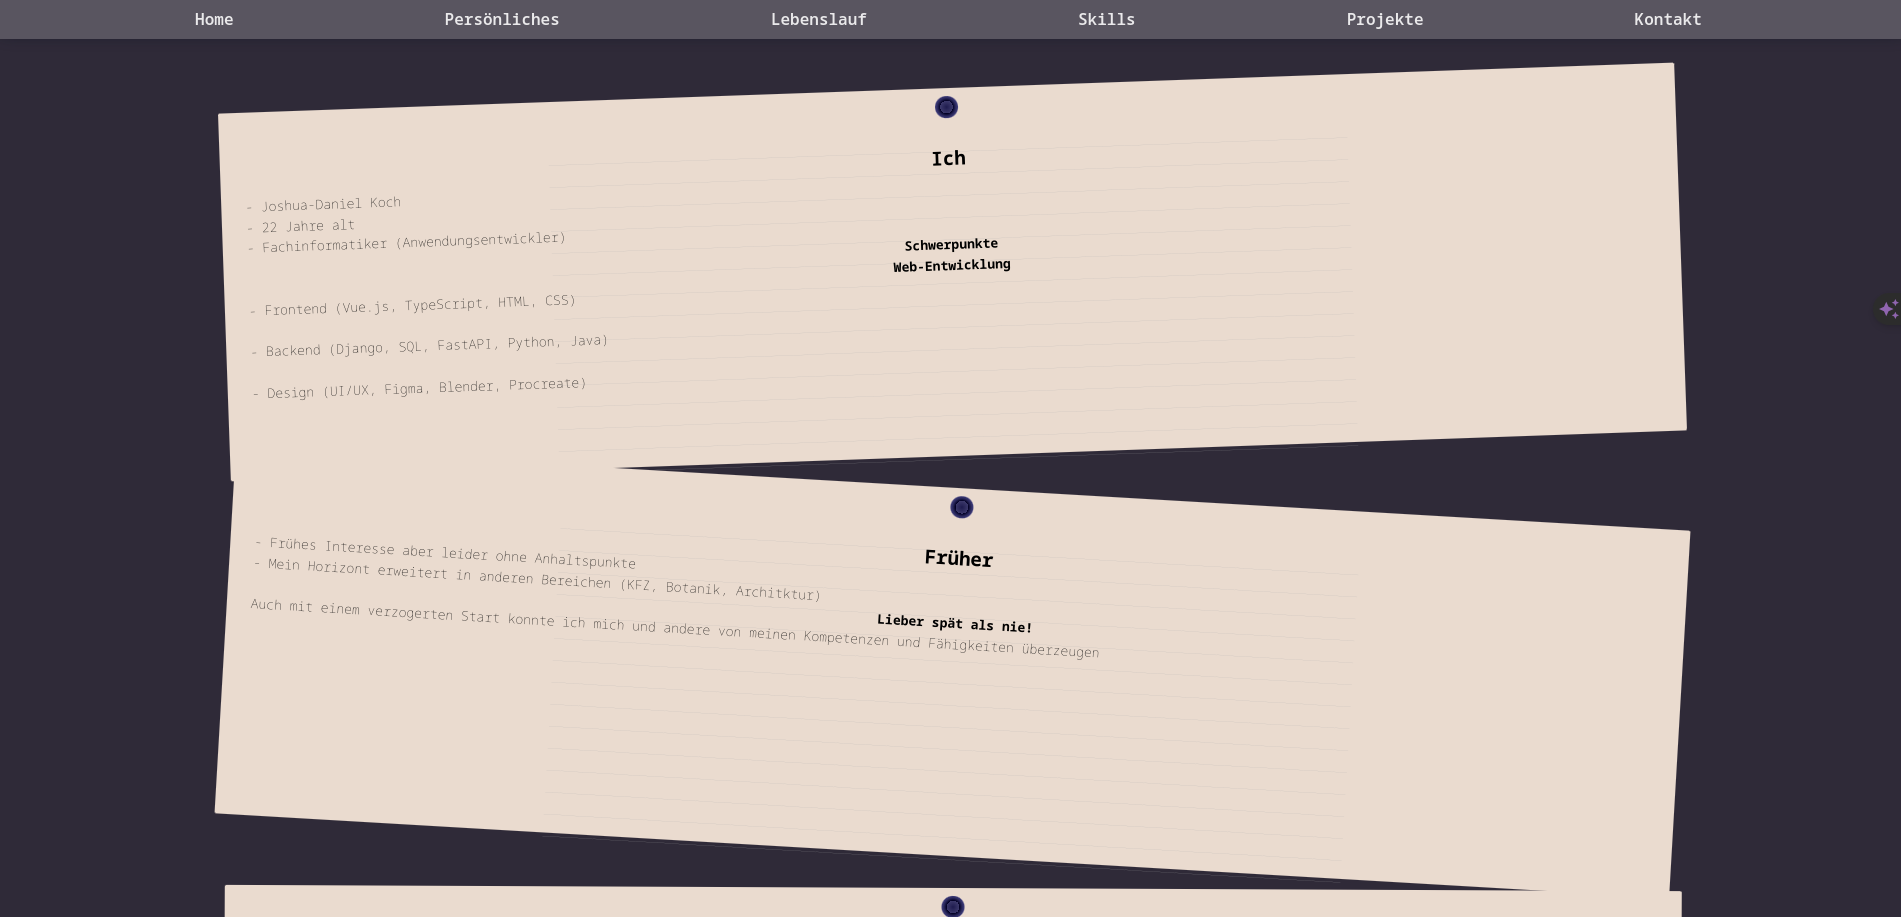 Home Persönliches Lebenslauf Skills Projekte Kontakt
Ich
- Joshua-Daniel Koch
- 22 Jahre alt
- Fachinformatiker (Anwendungsentwickler)
Schwerpunkte
Web-Entwicklung
- Frontend (Vue.js, TypeScript, HTML, CSS)
- Backend (Django, SQL, FastAPI, Python, Java)
- Design (UI/UX, Figma, Blender, Procreate)
Früher
- Frühes Interesse aber leider ohne Anhaltspunkte
- Mein Horizont erweitert in anderen Bereichen (KFZ, Botanik, Architktur)
Lieber spät als nie!
Auch mit einem verzogerten Start konnte ich mich und andere von meinen Kompetenzen und Fähigkeiten überzeugen